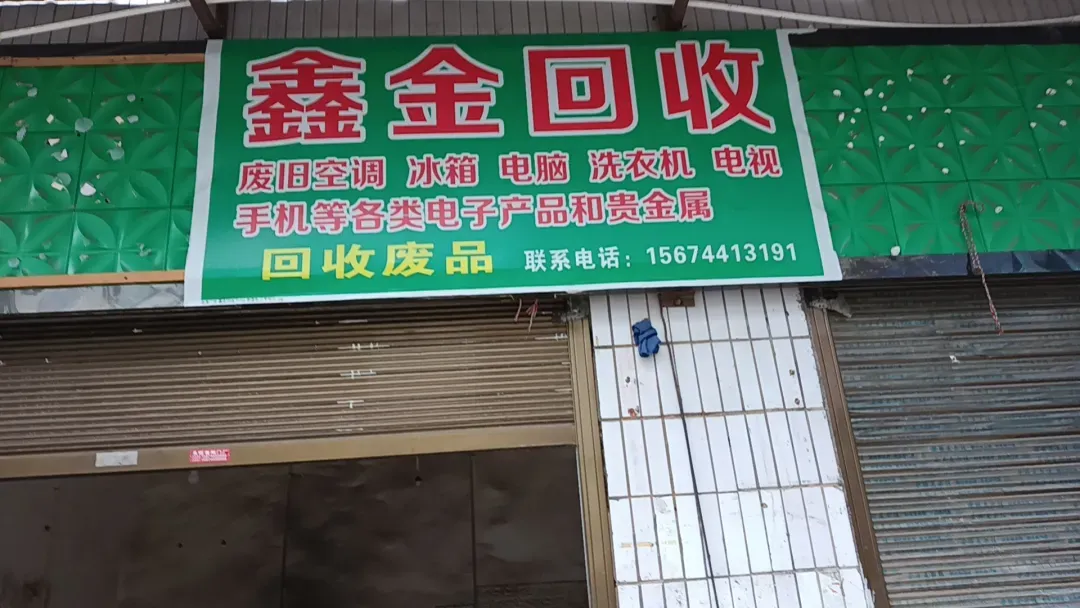 鑫金回收
废旧空调 冰箱 电脑 洗衣机 电视
手机等各类电子产品和贵金属
回收废品 联系电话：15674413191